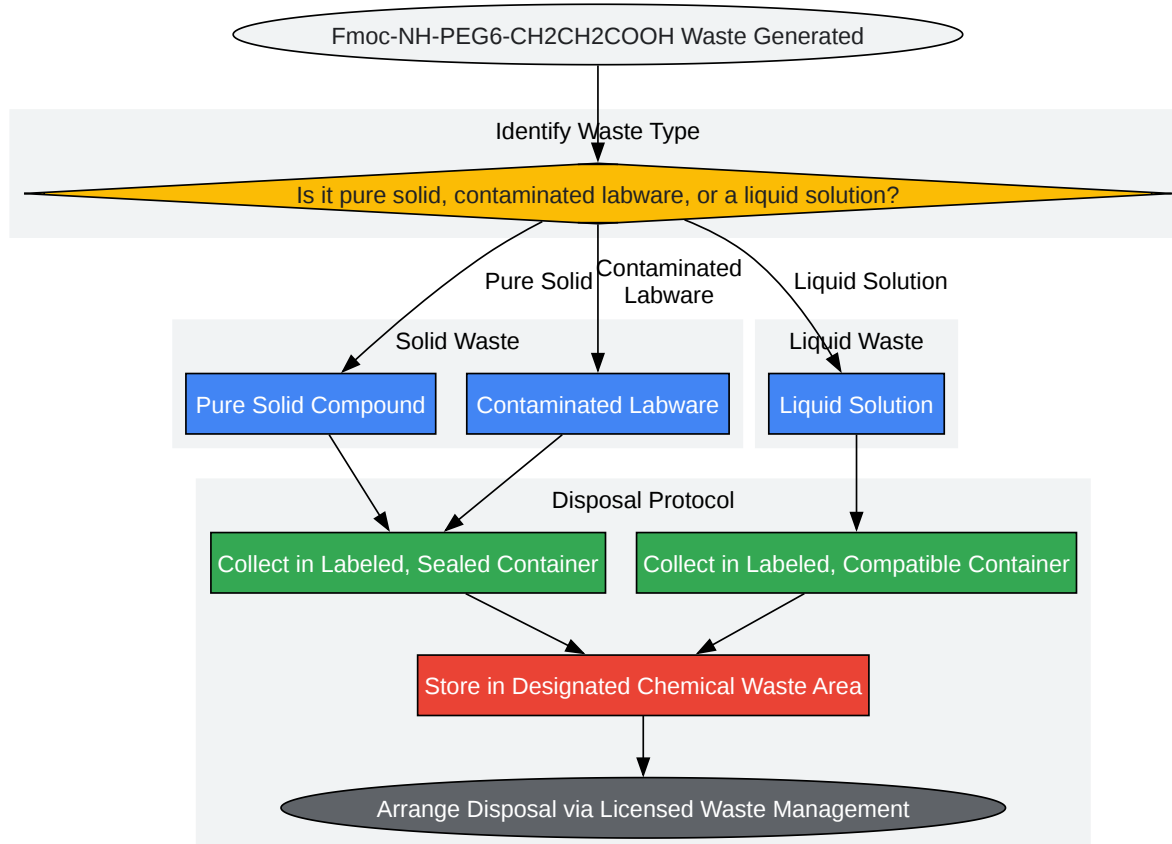 Fmoc-NH-PEG6-CH2CH2COOH Waste Generated
Identify Waste Type
Is it pure solid, contaminated labware, or a liquid solution?
Pure Solid
Contaminated
Labware
Liquid Solution
Solid Waste
Liquid Waste
Pure Solid Compound
Contaminated Labware
Liquid Solution
Disposal Protocol
Collect in Labeled, Sealed Container
Collect in Labeled, Compatible Container
Store in Designated Chemical Waste Area
Arrange Disposal via Licensed Waste Management